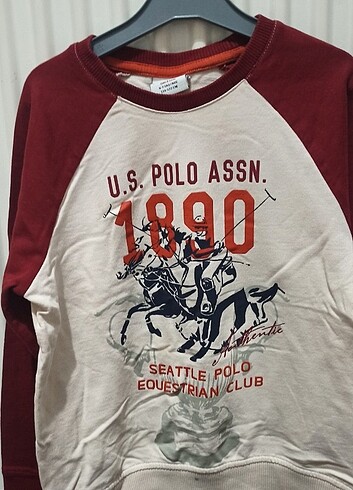 U.S. POLO ASSN.
1890
Authentic
SEATTLE POLO
EQUESTRIAN CLUB